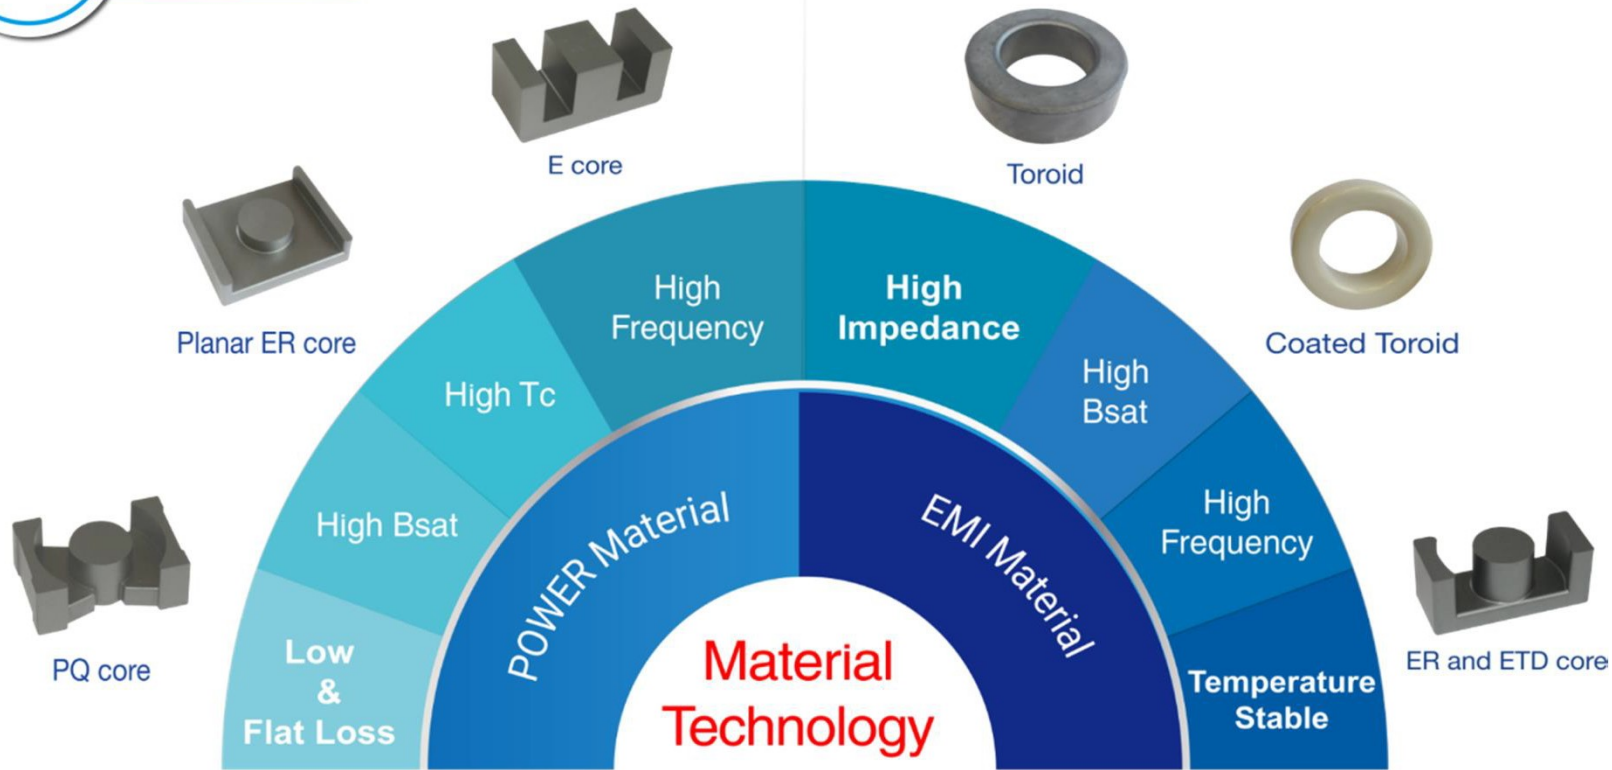 E core
Toroid
Planar ER core
Coated Toroid
High
Frequency
High
Impedance
High Tc
High
Bsat
High Bsat
High
Frequency
POWER Material
EMI Material
PQ core
ER and ETD core
Low
&
Flat Loss
Material
Technology
Temperature
Stable